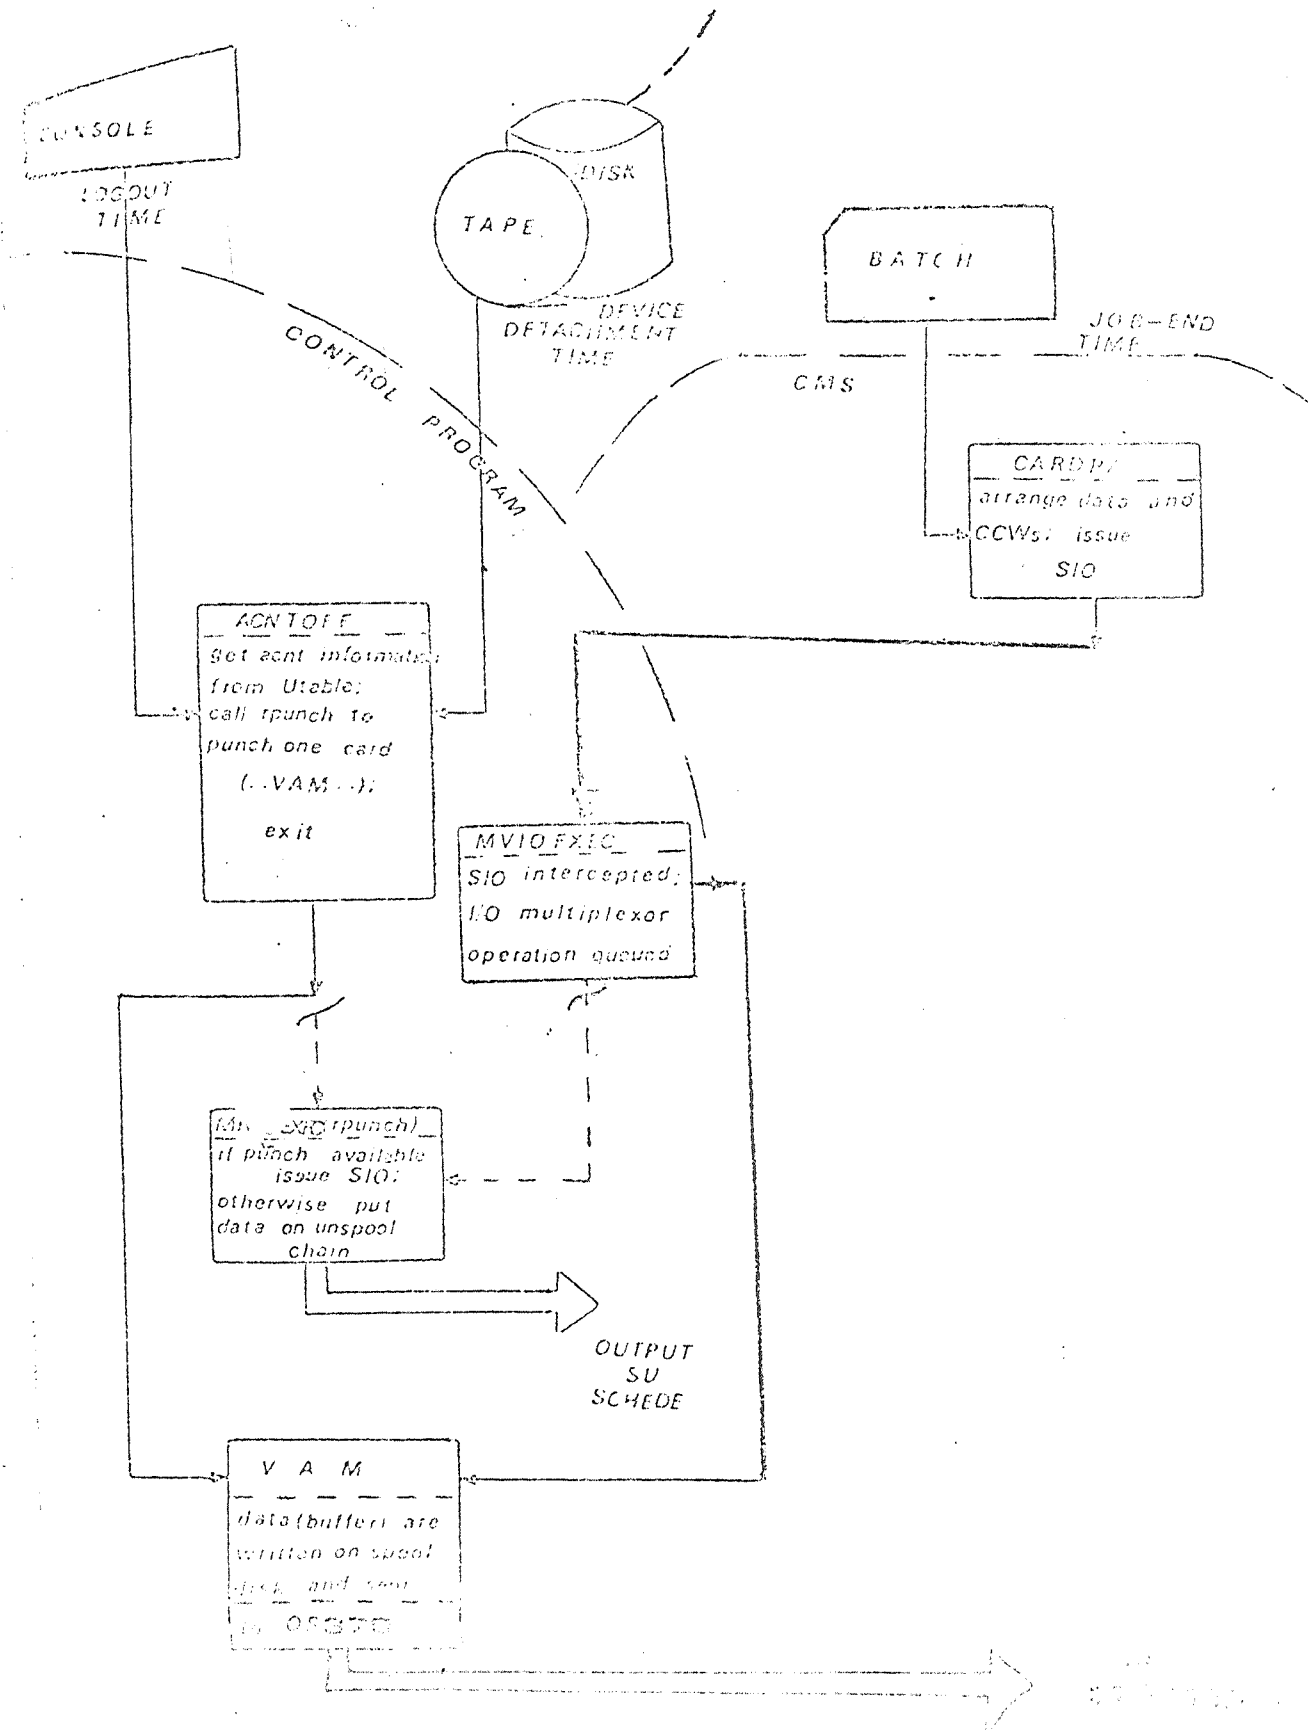 CONSOLE
LOGOUT
TIME
DISK
TAPE
DEVICE
DETACHMENT
TIME
BATCH
JOB-END
TIME
CONTROL PROGRAM
CMS
arrange data and
CCWs; issue
SIO
ACNTOFF
get acnt information
from Utable;
call rpunch to
punch one card
(..VAM..);
exit
MVIOEXEC
SIO intercepted;
I/O multiplexor
operation queued
(rpunch)
if punch available
issue SIO;
otherwise put
data on unspool
chain
OUTPUT
SU
SCHEDE
V A M
data (buffer) are
written on spool
disk and sent